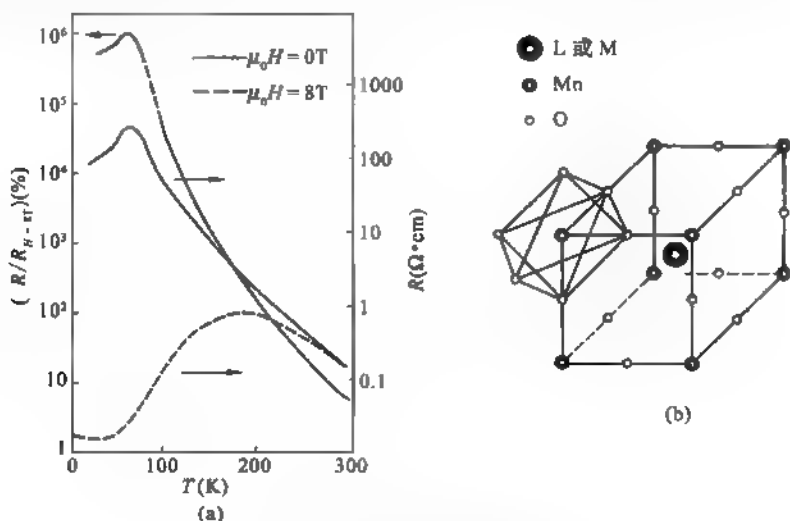 10⁶
10⁵
10⁴
10³
10²
10
1
( R/R_H-8T)(%)
μ₀H = 0T
μ₀H = 8T
1000
100
10
1
0.1
R(Ω•cm)
0 100 200 300
T(K)
(a)
L 或 M
Mn
O
(b)